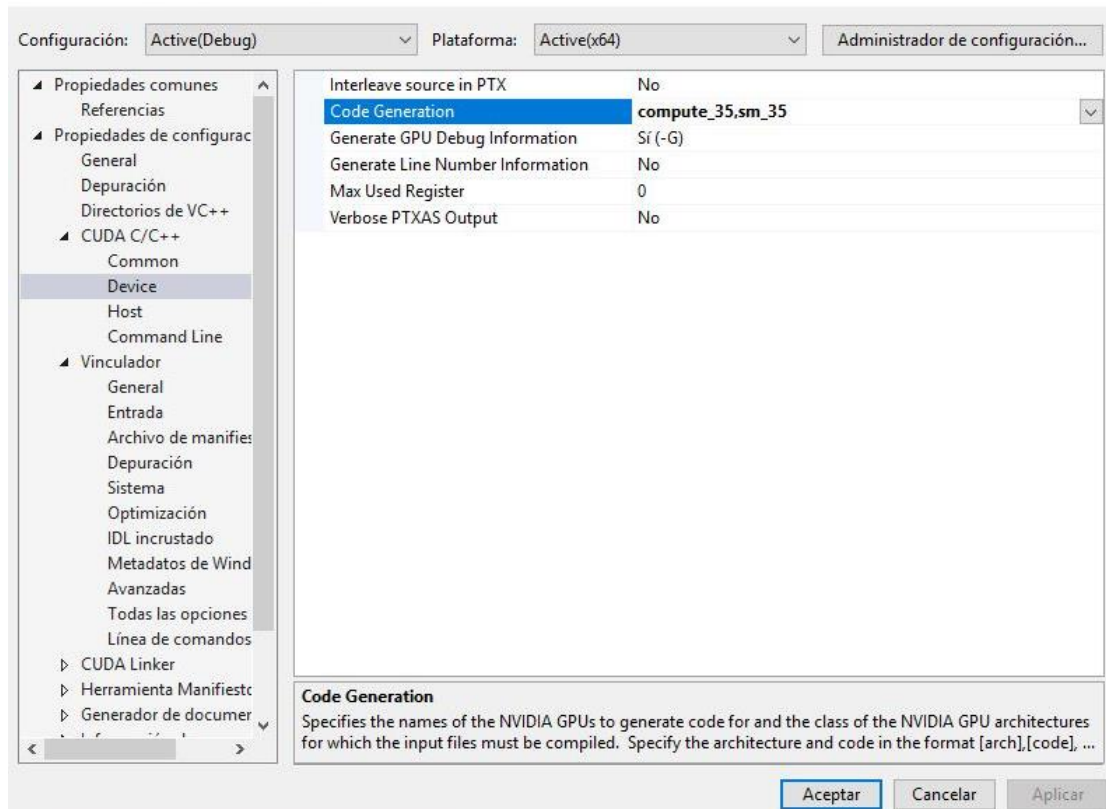 Configuración: Active(Debug) Plataforma: Active(x64) Administrador de configuración...
Propiedades comunes
Referencias
Propiedades de configurac
General
Depuración
Directorios de VC++
CUDA C/C++
Common
Device
Host
Command Line
Vinculador
General
Entrada
Archivo de manifies
Depuración
Sistema
Optimización
IDL incrustado
Metadatos de Wind
Avanzadas
Todas las opciones
Línea de comandos
CUDA Linker
Herramienta Manifiesto
Generador de documer
Interleave source in PTX No
Code Generation compute_35,sm_35
Generate GPU Debug Information Sí (-G)
Generate Line Number Information No
Max Used Register 0
Verbose PTXAS Output No
Code Generation
Specifies the names of the NVIDIA GPUs to generate code for and the class of the NVIDIA GPU architectures
for which the input files must be compiled. Specify the architecture and code in the format [arch],[code], ...
Aceptar Cancelar Aplicar